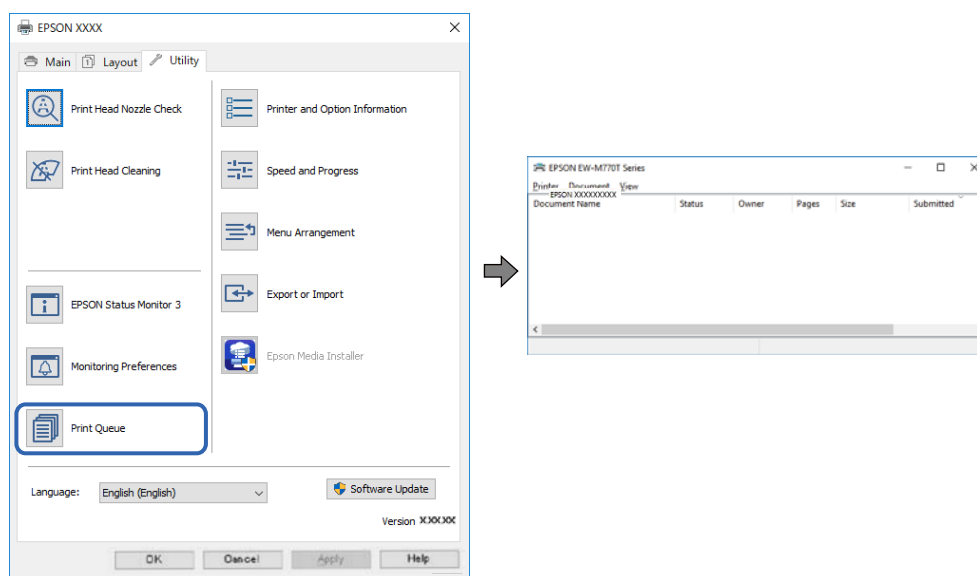 EPSON XXXX
Main
Layout
Utility
Print Head Nozzle Check
Print Head Cleaning
EPSON Status Monitor 3
Monitoring Preferences
Print Queue
Printer and Option Information
Speed and Progress
Menu Arrangement
Export or Import
Epson Media Installer
Language: English (English)
Software Update
Version X.XX.XX
OK Cancel Apply Help
EPSON EW-M770T Series
Printer Document View
EPSON XXXXXXXXX
Document Name Status Owner Pages Size Submitted